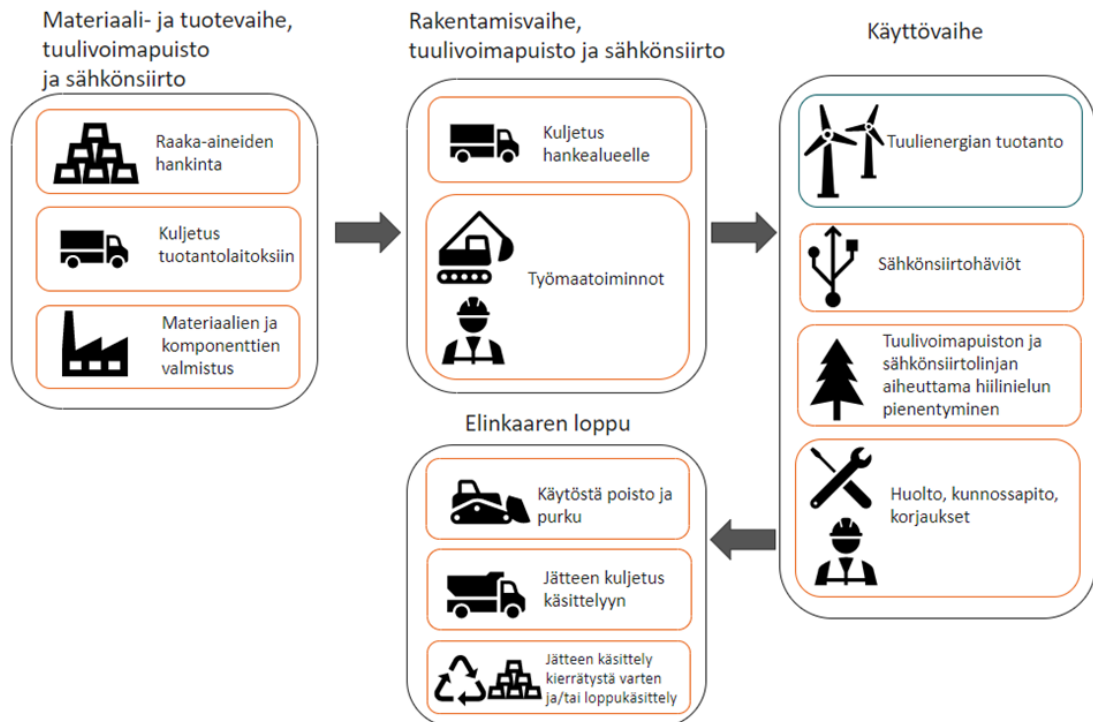 Materiaali- ja tuotevaihe,
tuulivoimapuisto
ja sähkönsiirto
Raaka-aineiden
hankinta
Kuljetus
tuotantolaitoksiin
Materiaalien ja
komponenttien
valmistus
Rakentamisvaihe,
tuulivoimapuisto ja sähkönsiirto
Kuljetus
hankealueelle
Työmaatoiminnot
Käyttövaihe
Tuulienergian tuotanto
Sähkönsiirtohäviöt
Tuulivoimapuiston ja
sähkönsiirtolinjan
aiheuttama hiilinielun
pienentyminen
Huolto, kunnossapito,
korjaukset
Elinkaaren loppu
Käytöstä poisto ja
purku
Jätteen kuljetus
käsittelyyn
Jätteen käsittely
kierrätystä varten
ja/tai loppukäsittely